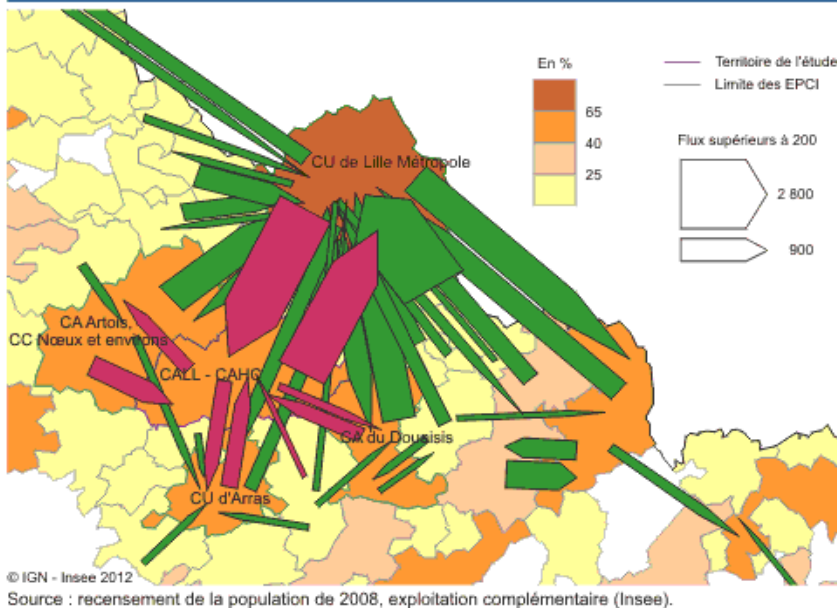 En %
65
40
25
Territoire de l'étude
Limite des EPCI
Flux supérieurs à 200
2 800
900
CU de Lille Métropole
CA Artois,
CC Nœux et environs
CALL - CAHC
CA du Douaisis
CU d'Arras
© IGN - Insee 2012
Source : recensement de la population de 2008, exploitation complémentaire (Insee).